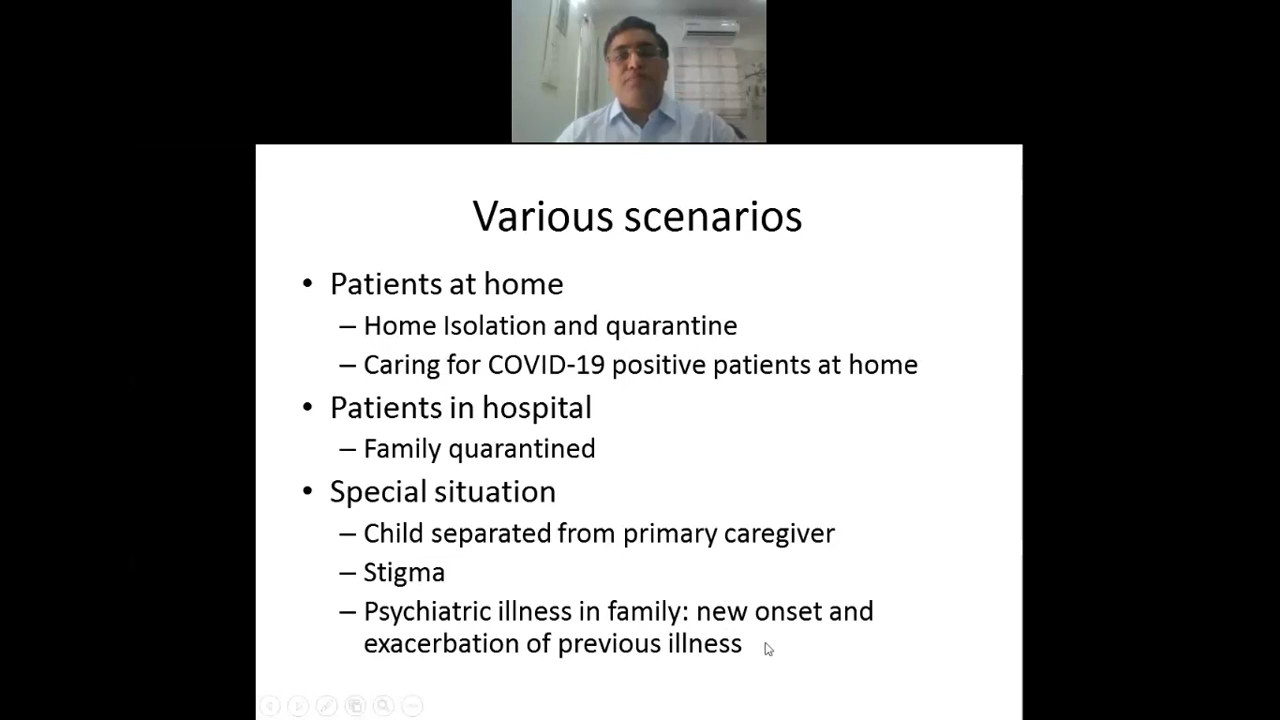 Various scenarios
• Patients at home
– Home Isolation and quarantine
– Caring for COVID-19 positive patients at home
• Patients in hospital
– Family quarantined
• Special situation
– Child separated from primary caregiver
– Stigma
– Psychiatric illness in family: new onset and
exacerbation of previous illness